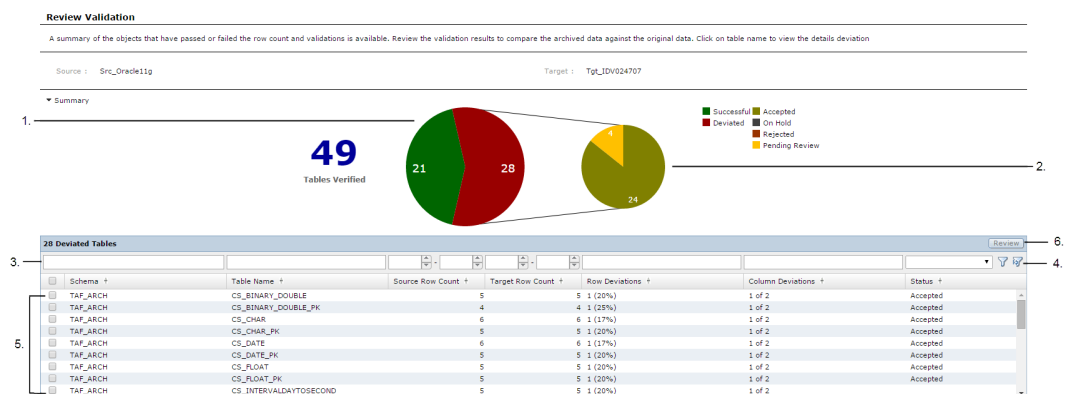 Review Validation
A summary of the objects that have passed or failed the row count and validations is available. Review the validation results to compare the archived data against the original data. Click on table name to view the details deviation
Source : Src_Oracle11g Target : Tgt_IDV024707
Summary
1.
Successful Accepted
Deviated On Hold
Rejected
Pending Review
49
Tables Verified
21 28
4
24
2.
28 Deviated Tables Review
6.
3.
- -
4.
Schema Table Name Source Row Count Target Row Count Row Deviations Column Deviations Status
TAF_ARCH CS_BINARY_DOUBLE 5 5 1 (20%) 1 of 2 Accepted
TAF_ARCH CS_BINARY_DOUBLE_PK 4 4 1 (25%) 1 of 2 Accepted
TAF_ARCH CS_CHAR 6 6 1 (17%) 1 of 2 Accepted
TAF_ARCH CS_CHAR_PK 5 5 1 (20%) 1 of 2 Accepted
5.
TAF_ARCH CS_DATE 6 6 1 (17%) 1 of 2 Accepted
TAF_ARCH CS_DATE_PK 5 5 1 (20%) 1 of 2 Accepted
TAF_ARCH CS_FLOAT 5 5 1 (20%) 1 of 2 Accepted
TAF_ARCH CS_FLOAT_PK 5 5 1 (20%) 1 of 2 Accepted
TAF_ARCH CS_INTERVALDAYTOSECOND 5 5 1 (20%) 1 of 2